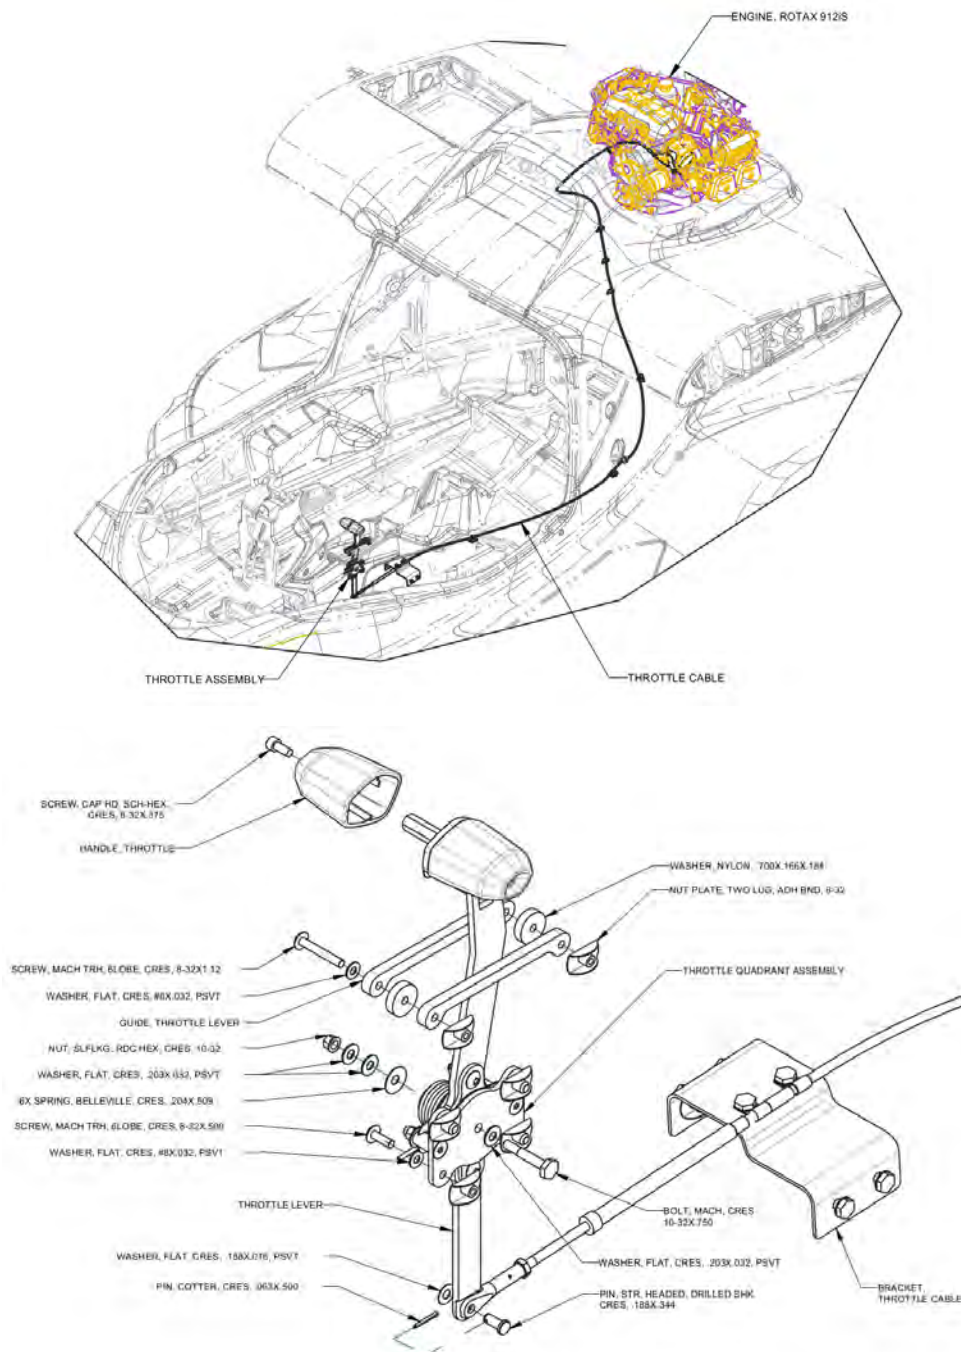 ENGINE, ROTAX 912iS
THROTTLE ASSEMBLY
THROTTLE CABLE
SCREW, CAP HD, SCH-HEX,
CRES, 8-32X.375
HANDLE, THROTTLE
WASHER, NYLON, .700X.166X.188
NUT PLATE, TWO LUG, ADH BND, 8-32
SCREW, MACH TRH, 6LOBE, CRES, 8-32X1.12
WASHER, FLAT, CRES, #8X.032, PSVT
GUIDE, THROTTLE LEVER
THROTTLE QUADRANT ASSEMBLY
NUT, SLFLKG, RDC HEX, CRES, 10-32
WASHER, FLAT, CRES, .203X.032, PSVT
6X SPRING, BELLEVILLE, CRES, .204X.509
SCREW, MACH TRH, 6LOBE, CRES, 8-32X.500
WASHER, FLAT, CRES, #8X.032, PSVT
THROTTLE LEVER
BOLT, MACH, CRES
10-32X.750
WASHER, FLAT, CRES, .188X.016, PSVT
WASHER, FLAT, CRES, .203X.032, PSVT
PIN, COTTER, CRES, .063X.500
PIN, STR, HEADED, DRILLED SHK,
CRES, .188X.344
BRACKET,
THROTTLE CABLE